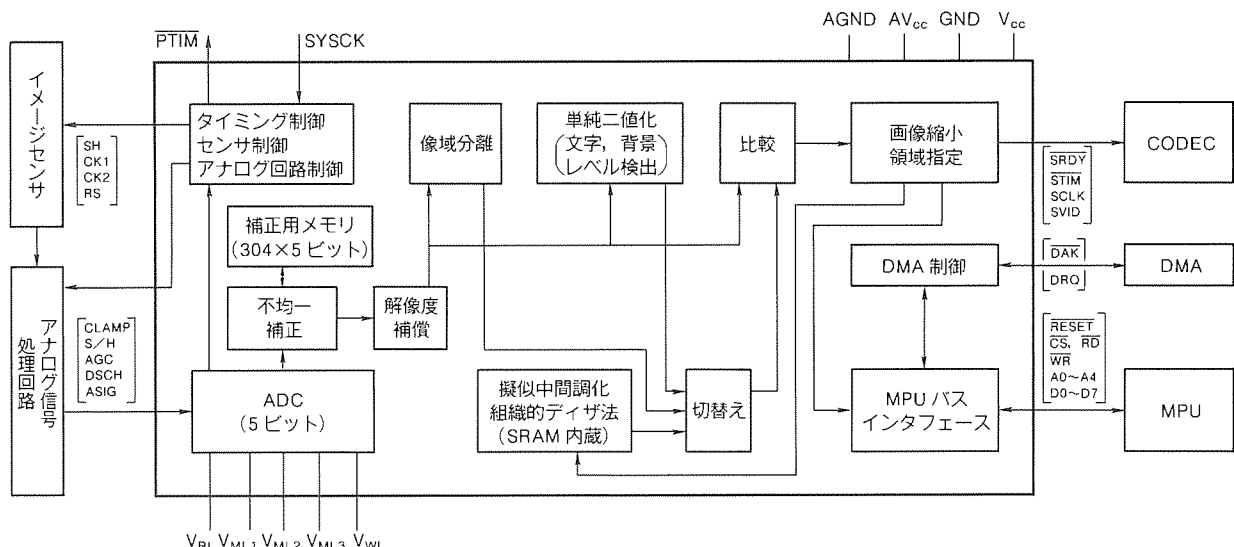 PTIM
SYSCK
AGND
AVcc
GND
Vcc
イメージセンサ
SH
CK1
CK2
RS
タイミング制御
センサ制御
アナログ回路制御
像域分離
単純二値化
(文字，背景
レベル検出)
比較
画像縮小
領域指定
SRDY
STIM
SCLK
SVID
CODEC
補正用メモリ
(304×5ビット)
不均一
補正
解像度
補償
DMA制御
DAK
DRQ
DMA
アナログ信号
処理回路
CLAMP
S/H
AGC
DSCH
ASIG
ADC
(5ビット)
擬似中間調化
組織的ディザ法
(SRAM内蔵)
切替え
MPUバス
インタフェース
RESET
CS、RD
WR
A0～A4
D0～D7
MPU